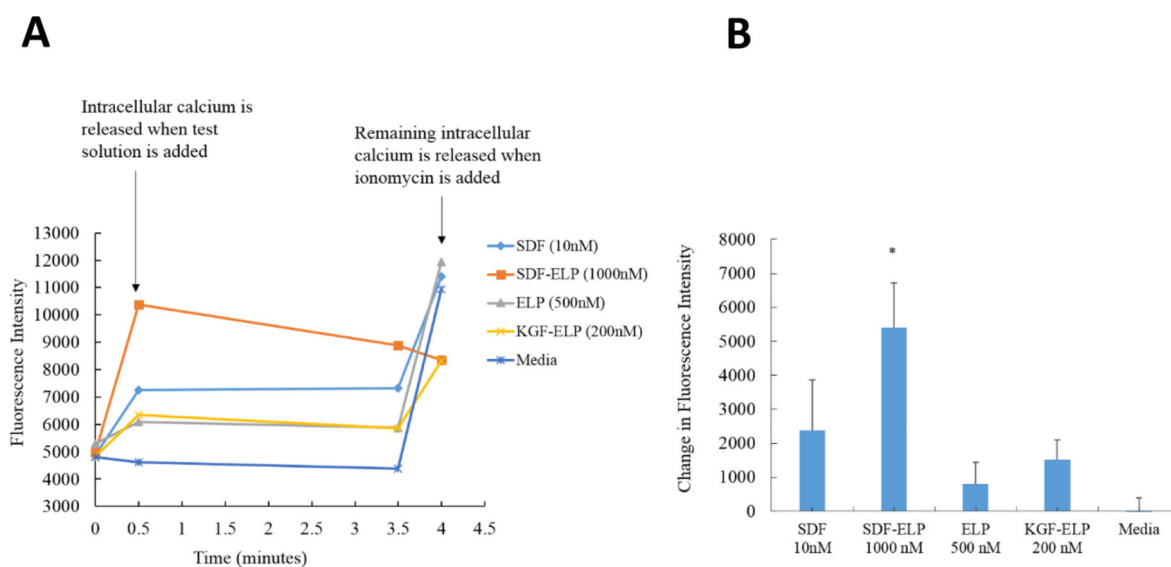 A
B
Intracellular calcium is
released when test
solution is added
Remaining intracellular
calcium is released when
ionomycin is added
Fluorescence Intensity
13000
12000
11000
10000
9000
8000
7000
6000
5000
4000
3000
0 0.5 1 1.5 2 2.5 3 3.5 4 4.5
Time (minutes)
SDF (10nM)
SDF-ELP (1000nM)
ELP (500nM)
KGF-ELP (200nM)
Media
Change in Fluorescence Intensity
8000
7000
6000
5000
4000
3000
2000
1000
0
*
SDF SDF-ELP ELP KGF-ELP Media
10nM 1000 nM 500 nM 200 nM